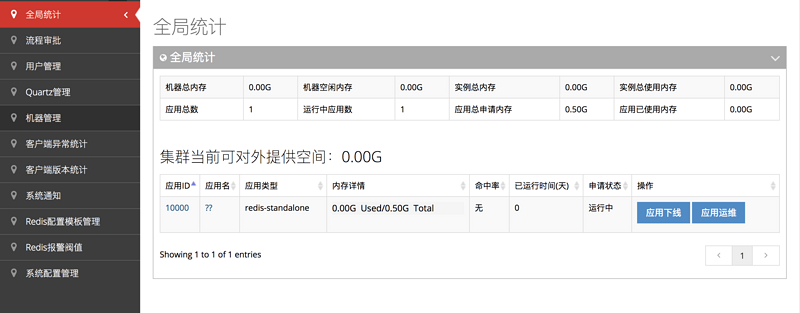 全局统计
流程审批
用户管理
Quartz管理
机器管理
客户端异常统计
客户端版本统计
系统通知
Redis配置模板管理
Redis报警阀值
系统配置管理
全局统计
全局统计
机器总内存 0.00G 机器空闲内存 0.00G 实例总内存 0.00G 实例总使用内存 0.00G
应用总数 1 运行中应用数 1 应用总申请内存 0.50G 应用已使用内存 0.00G
集群当前可对外提供空间：0.00G
应用ID 应用名 应用类型 内存详情 命中率 已运行时间(天) 申请状态 操作
10000 ?? redis-standalone 0.00G Used/0.50G Total 无 0 运行中 应用下线 应用运维
Showing 1 to 1 of 1 entries
1